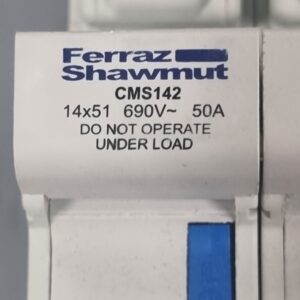 Ferraz
Shawmut
CMS142
14x51 690V~ 50A
DO NOT OPERATE
UNDER LOAD